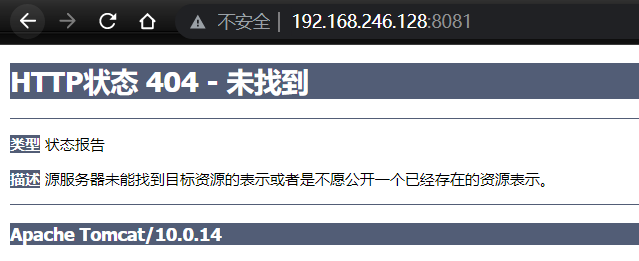 不安全 | 192.168.246.128:8081
HTTP状态 404 - 未找到
类型 状态报告
描述 源服务器未能找到目标资源的表示或者是不愿公开一个已经存在的资源表示。
Apache Tomcat/10.0.14